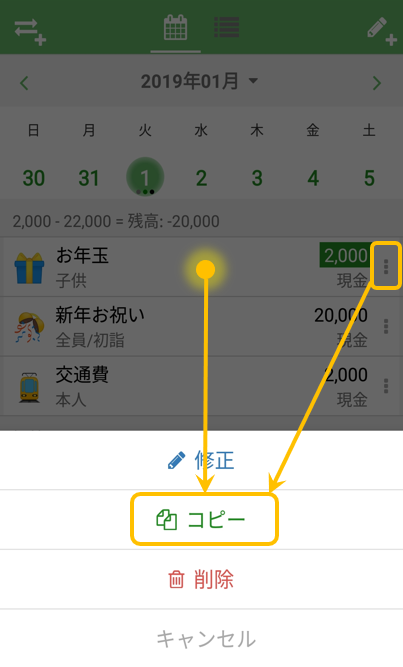 2019年01月
日 月 火 水 木 金 土
30 31 1 2 3 4 5
2,000 - 22,000 = 残高: -20,000
お年玉 2,000
子供 現金
新年お祝い 20,000
全員/初詣 現金
交通費 2,000
本人 現金
修正
コピー
削除
キャンセル